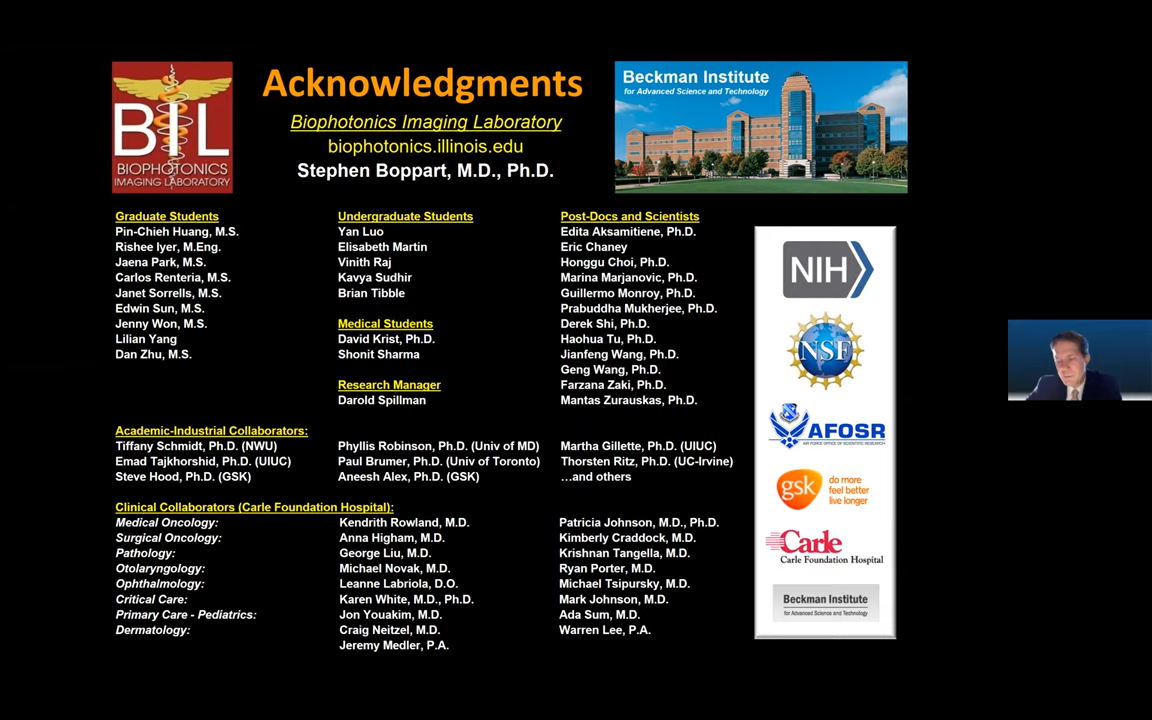 BIL
BIOPHOTONICS
IMAGING LABORATORY
Acknowledgments
Biophotonics Imaging Laboratory
biophotonics.illinois.edu
Stephen Boppart, M.D., Ph.D.
Beckman Institute
for Advanced Science and Technology
Graduate Students
Pin-Chieh Huang, M.S.
Rishee Iyer, M.Eng.
Jaena Park, M.S.
Carlos Renteria, M.S.
Janet Sorrells, M.S.
Edwin Sun, M.S.
Jenny Won, M.S.
Lilian Yang
Dan Zhu, M.S.
Undergraduate Students
Yan Luo
Elisabeth Martin
Vinith Raj
Kavya Sudhir
Brian Tibble
Medical Students
David Krist, Ph.D.
Shonit Sharma
Research Manager
Darold Spillman
Post-Docs and Scientists
Edita Aksamitiene, Ph.D.
Eric Chaney
Honggu Choi, Ph.D.
Marina Marjanovic, Ph.D.
Guillermo Monroy, Ph.D.
Prabuddha Mukherjee, Ph.D.
Derek Shi, Ph.D.
Haohua Tu, Ph.D.
Jianfeng Wang, Ph.D.
Geng Wang, Ph.D.
Farzana Zaki, Ph.D.
Mantas Zurauskas, Ph.D.
Academic-Industrial Collaborators:
Tiffany Schmidt, Ph.D. (NWU) Phyllis Robinson, Ph.D. (Univ of MD) Martha Gillette, Ph.D. (UIUC)
Emad Tajkhorshid, Ph.D. (UIUC) Paul Brumer, Ph.D. (Univ of Toronto) Thorsten Ritz, Ph.D. (UC-Irvine)
Steve Hood, Ph.D. (GSK) Aneesh Alex, Ph.D. (GSK) …and others
Clinical Collaborators (Carle Foundation Hospital):
Medical Oncology: Kendrith Rowland, M.D. Patricia Johnson, M.D., Ph.D.
Surgical Oncology: Anna Higham, M.D. Kimberly Craddock, M.D.
Pathology: George Liu, M.D. Krishnan Tangella, M.D.
Otolaryngology: Michael Novak, M.D. Ryan Porter, M.D.
Ophthalmology: Leanne Labriola, D.O. Michael Tsipursky, M.D.
Critical Care: Karen White, M.D., Ph.D. Mark Johnson, M.D.
Primary Care - Pediatrics: Jon Youakim, M.D. Ada Sum, M.D.
Dermatology: Craig Neitzel, M.D. Warren Lee, P.A.
Jeremy Medler, P.A.
NIH
NSF
AFOSR
AIR FORCE OFFICE OF SCIENTIFIC RESEARCH
gsk
do more
feel better
live longer
Carle
Carle Foundation Hospital
Beckman Institute
for Advanced Science and Technology